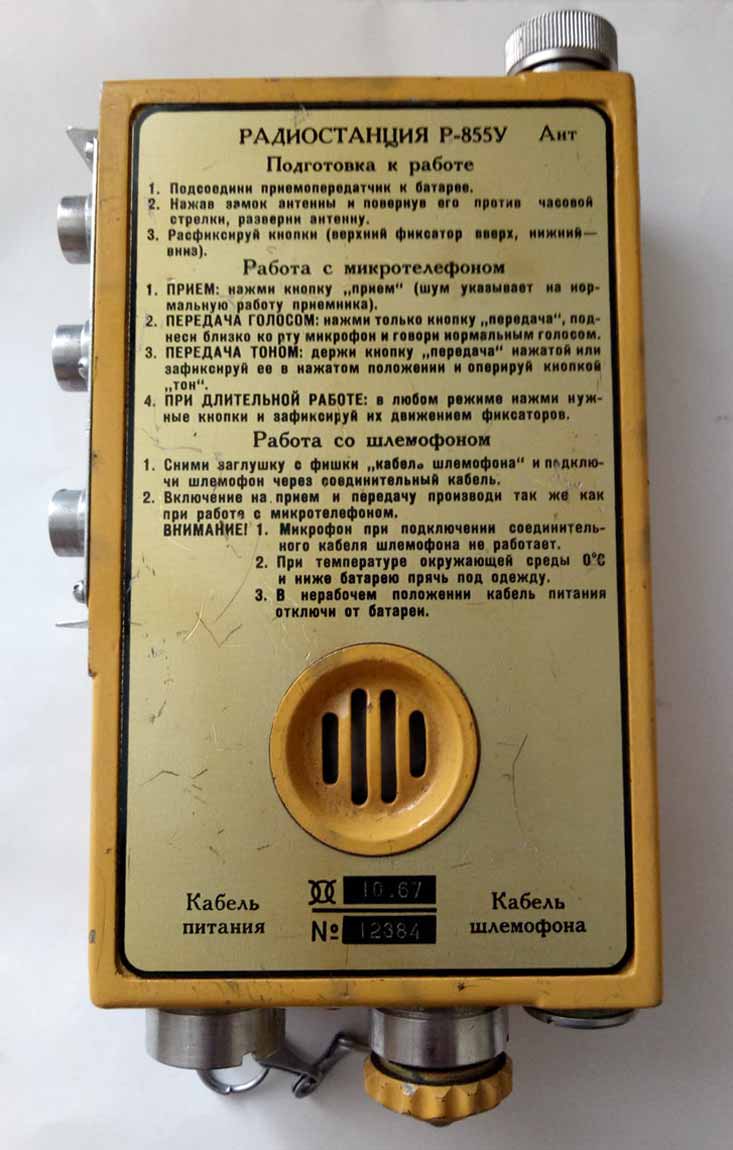 РАДИОСТАНЦИЯ Р-855У Ант
Подготовка к работе
1. Подсоедини приемопередатчик к батарее.
2. Нажав замок антенны и повернув его против часовой
стрелки, разверни антенну.
3. Расфиксируй кнопки (верхний фиксатор вверх, нижний—
вниз).
Работа с микротелефоном
1. ПРИЕМ: нажми кнопку „прием“ (шум указывает на нор-
мальную работу приемника).
2. ПЕРЕДАЧА ГОЛОСОМ: нажми только кнопку „передача“, под-
неси близко ко рту микрофон и говори нормальным голосом.
3. ПЕРЕДАЧА ТОНОМ: держи кнопку „передача“ нажатой или
зафиксируй ее в нажатом положении и оперируй кнопкой
„тон“.
4. ПРИ ДЛИТЕЛЬНОЙ РАБОТЕ: в любом режиме нажми нуж-
ные кнопки и зафиксируй их движением фиксаторов.
Работа со шлемофоном
1. Сними заглушку с фишки „кабель шлемофона“ и подклю-
чи шлемофон через соединительный кабель.
2. Включение на прием и передачу производи так же как
при работе с микротелефоном.
ВНИМАНИЕ! 1. Микрофон при подключении соединитель-
ного кабеля шлемофона не работает.
2. При температуре окружающей среды 0°С
и ниже батарею прячь под одежду.
3. В нерабочем положении кабель питания
отключи от батареи.
Кабель
питания
10.67
№ 12384
Кабель
шлемофона